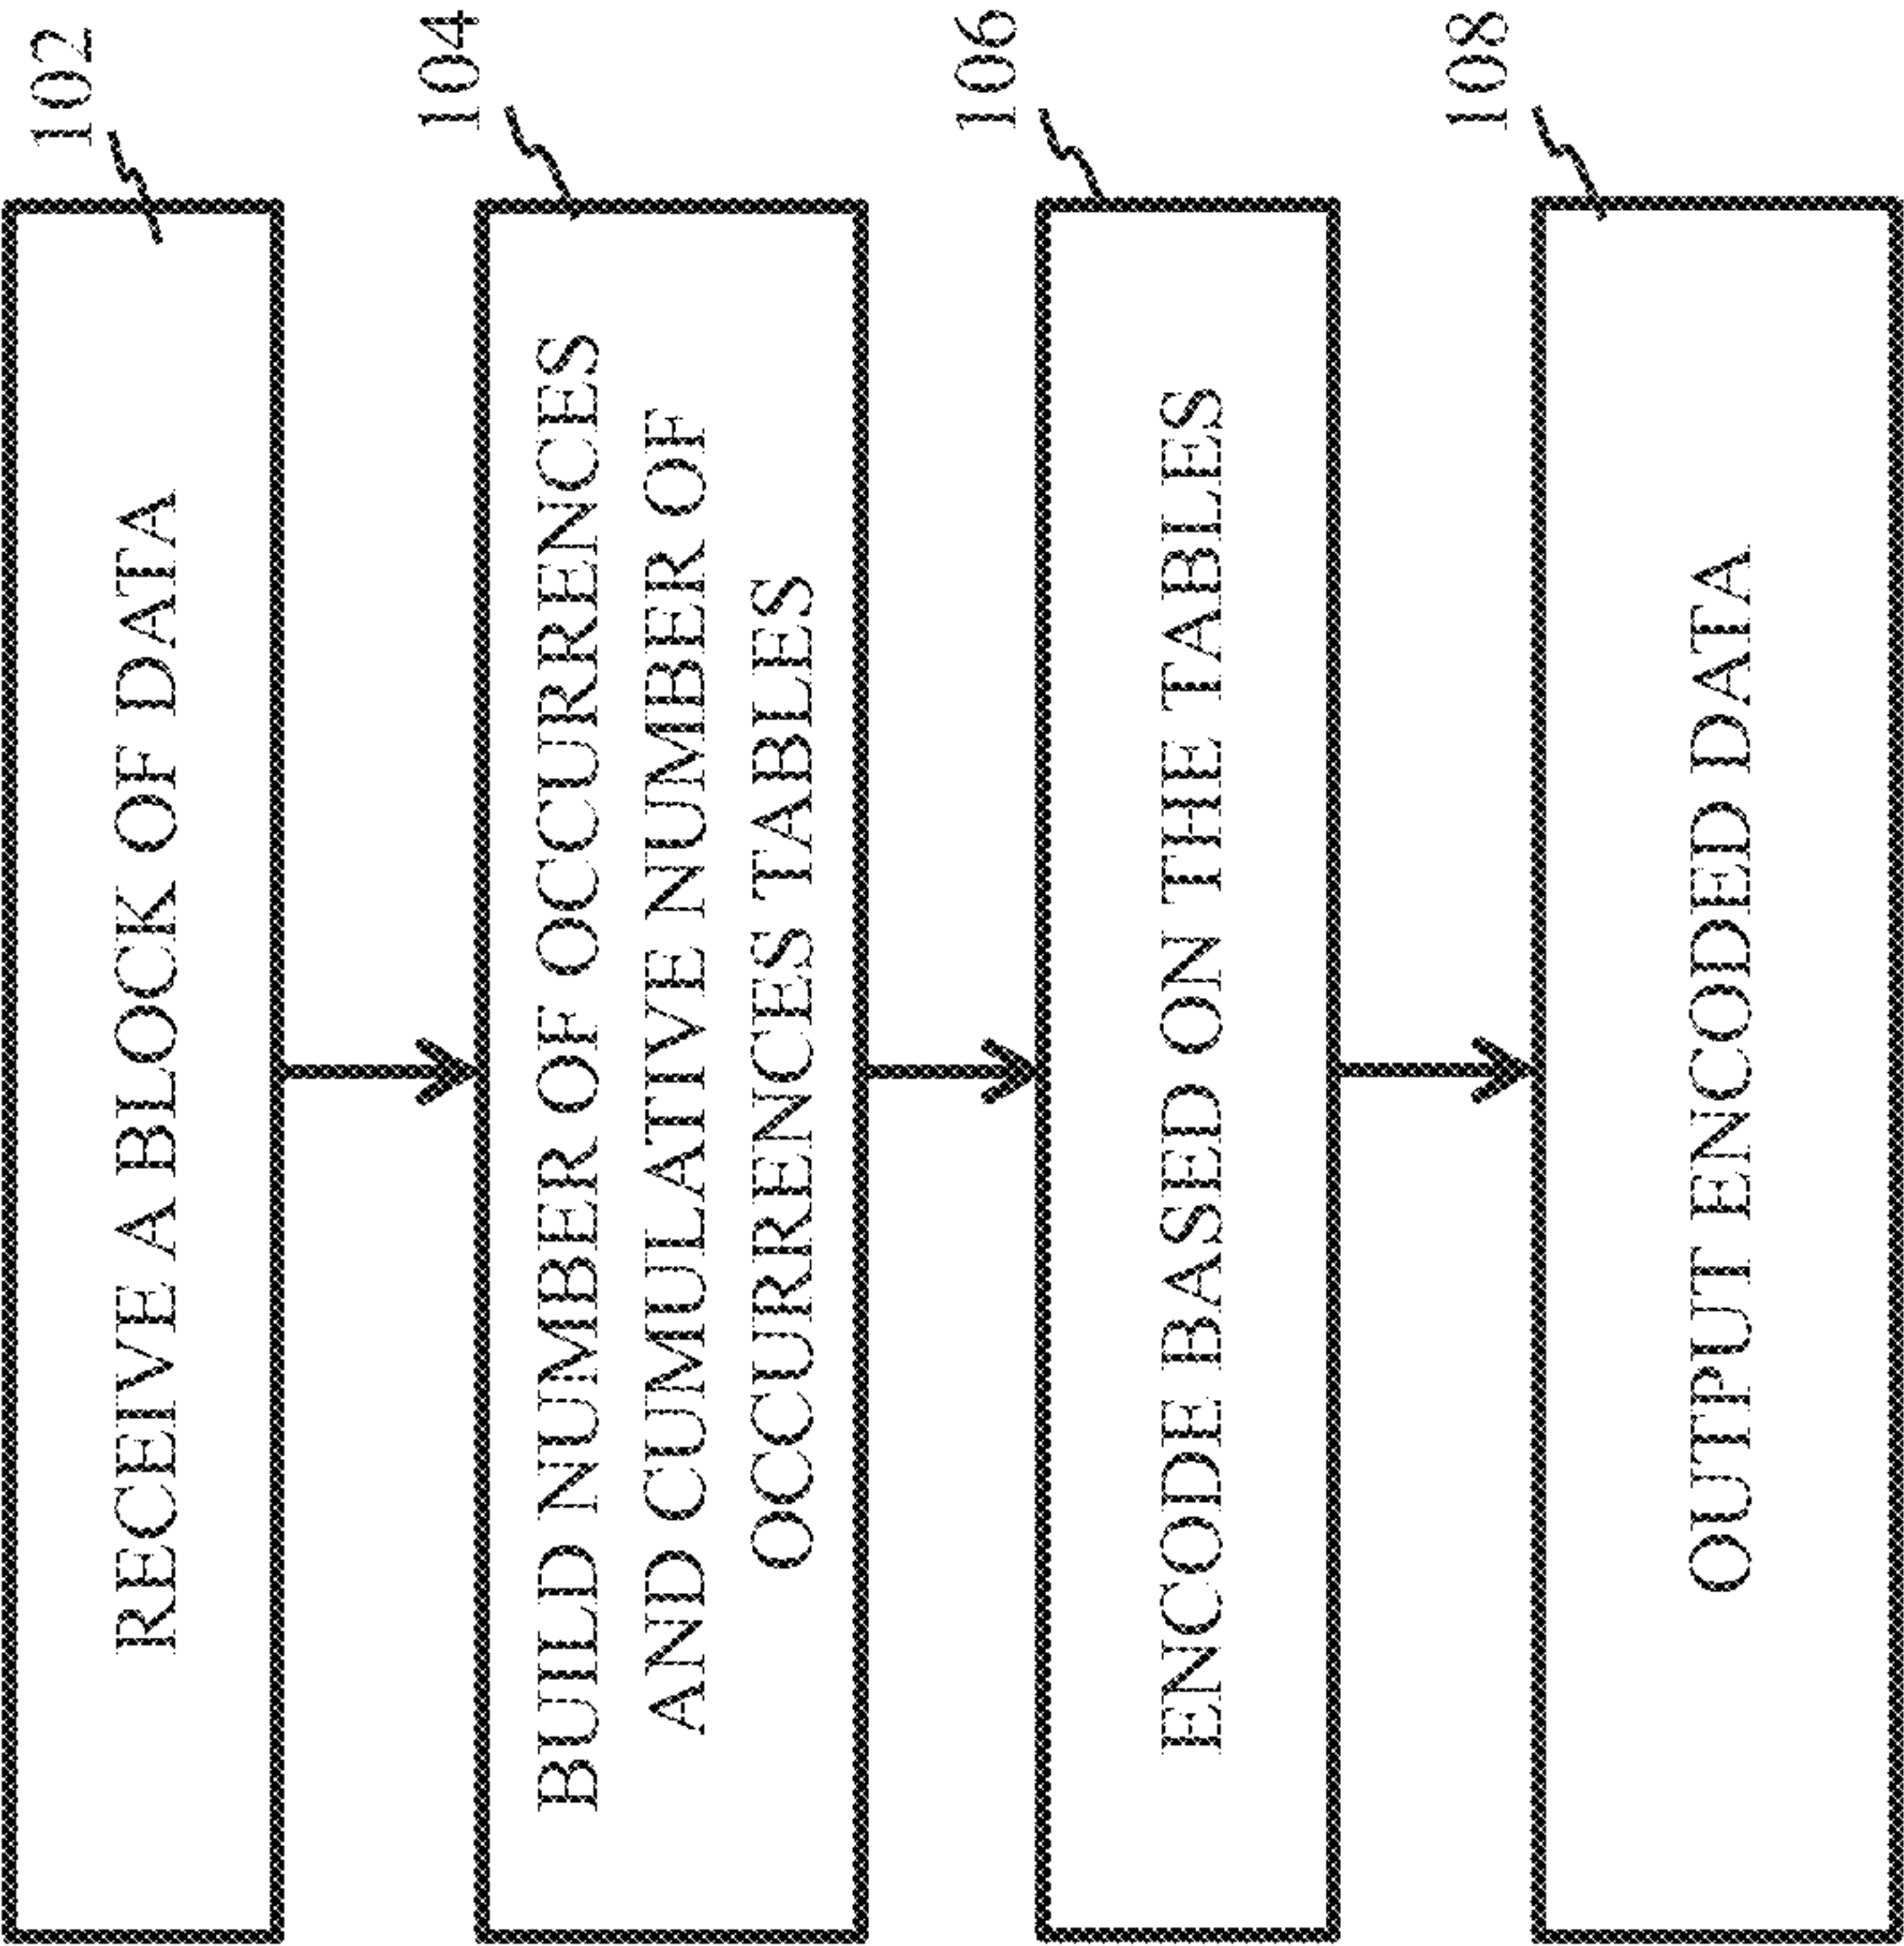 102
RECEIVE A BLOCK OF DATA
104
BUILD NUMBER OF OCCURRENCES
AND CUMULATIVE NUMBER OF
OCCURRENCES TABLES
106
ENCODE BASED ON THE TABLES
108
OUTPUT ENCODED DATA